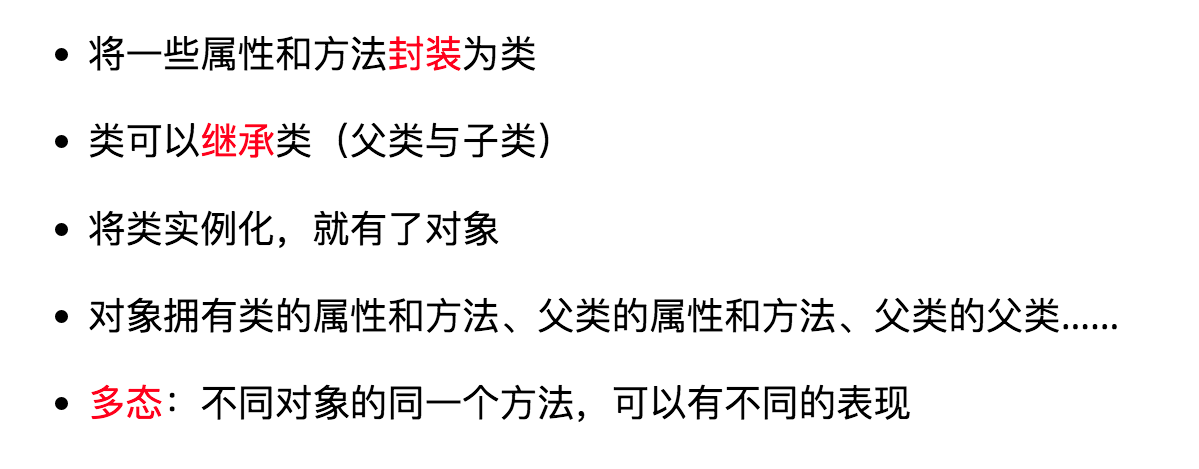 • 将一些属性和方法封装为类
• 类可以继承类（父类与子类）
• 将类实例化，就有了对象
• 对象拥有类的属性和方法、父类的属性和方法、父类的父类……
• 多态：不同对象的同一个方法，可以有不同的表现